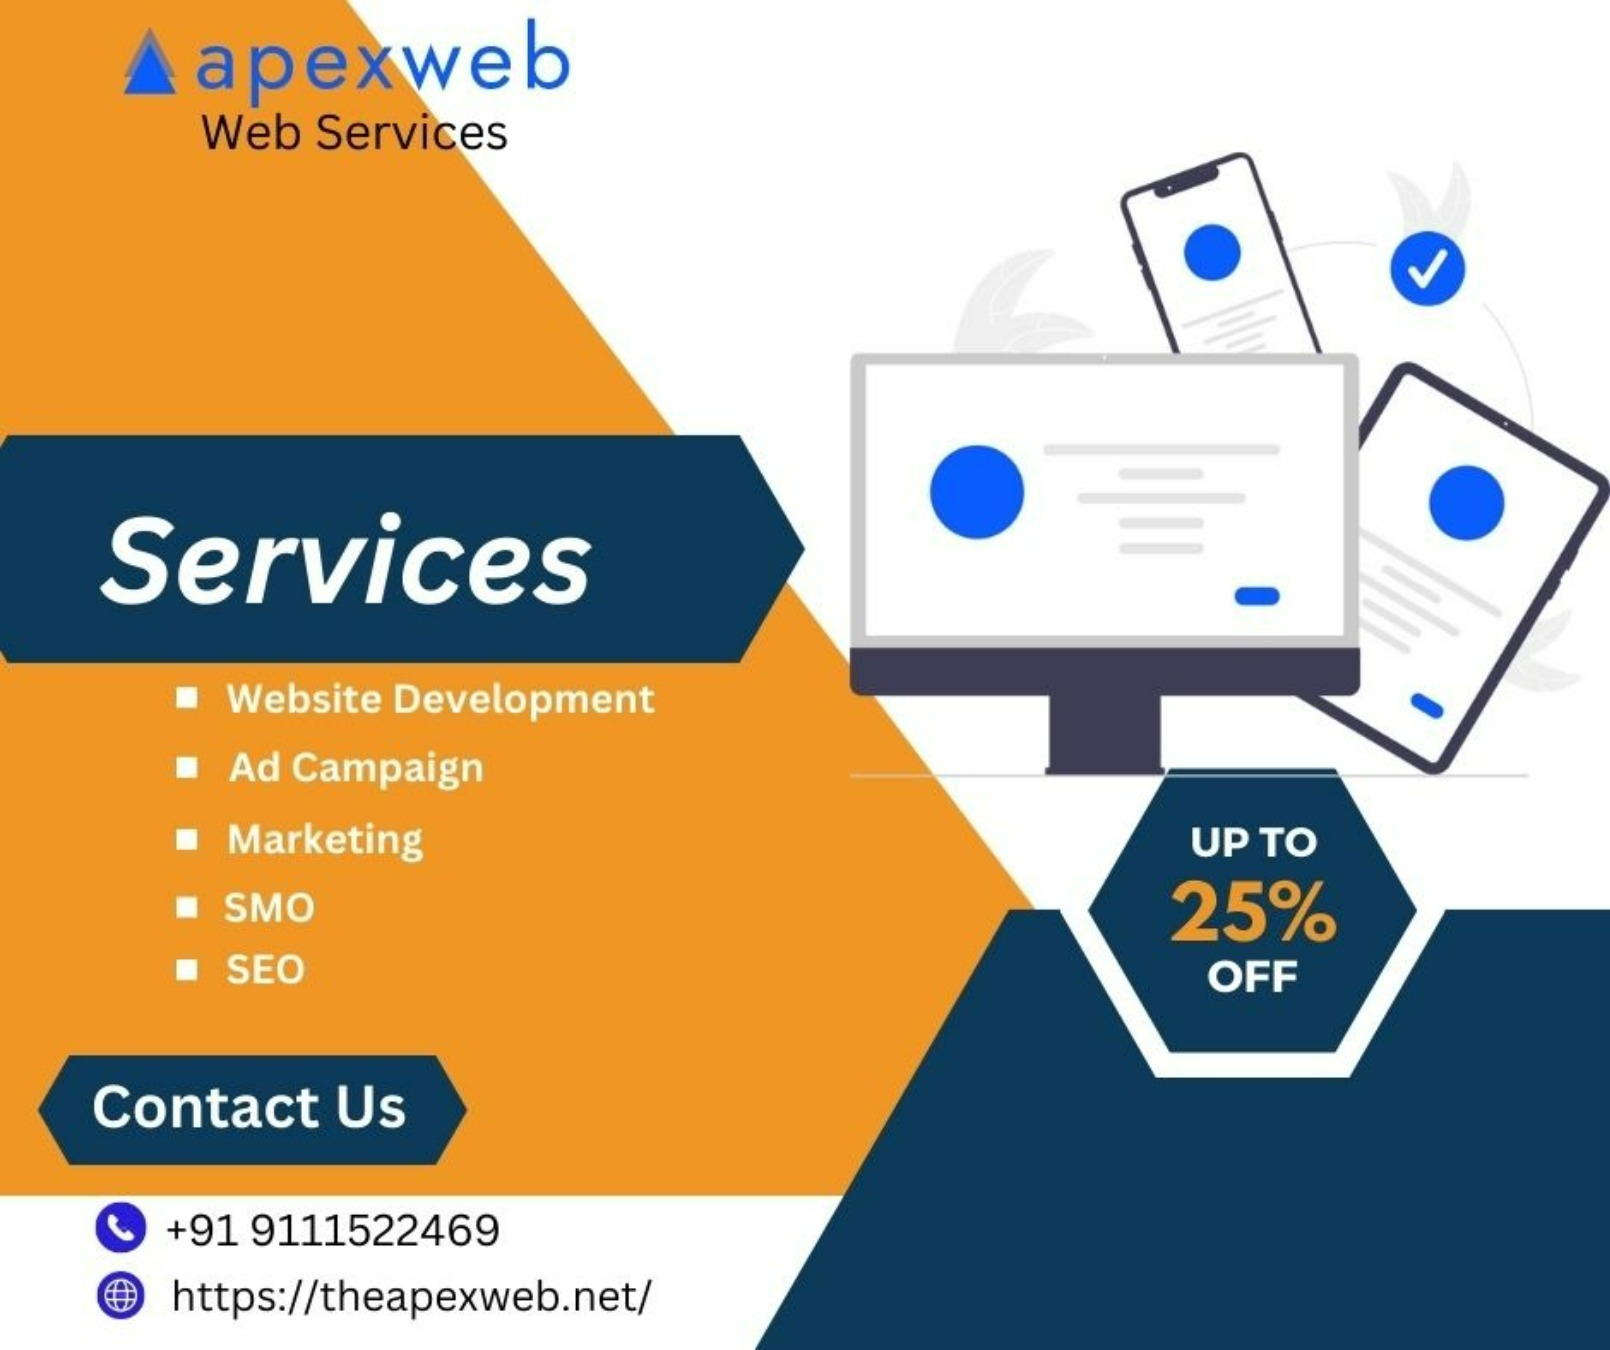 apexweb
Web Services
Services
Website Development
Ad Campaign
Marketing
SMO
SEO
UP TO
25%
OFF
Contact Us
+91 9111522469
https://theapexweb.net/